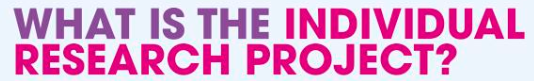 WHAT IS THE INDIVIDUAL
RESEARCH PROJECT?